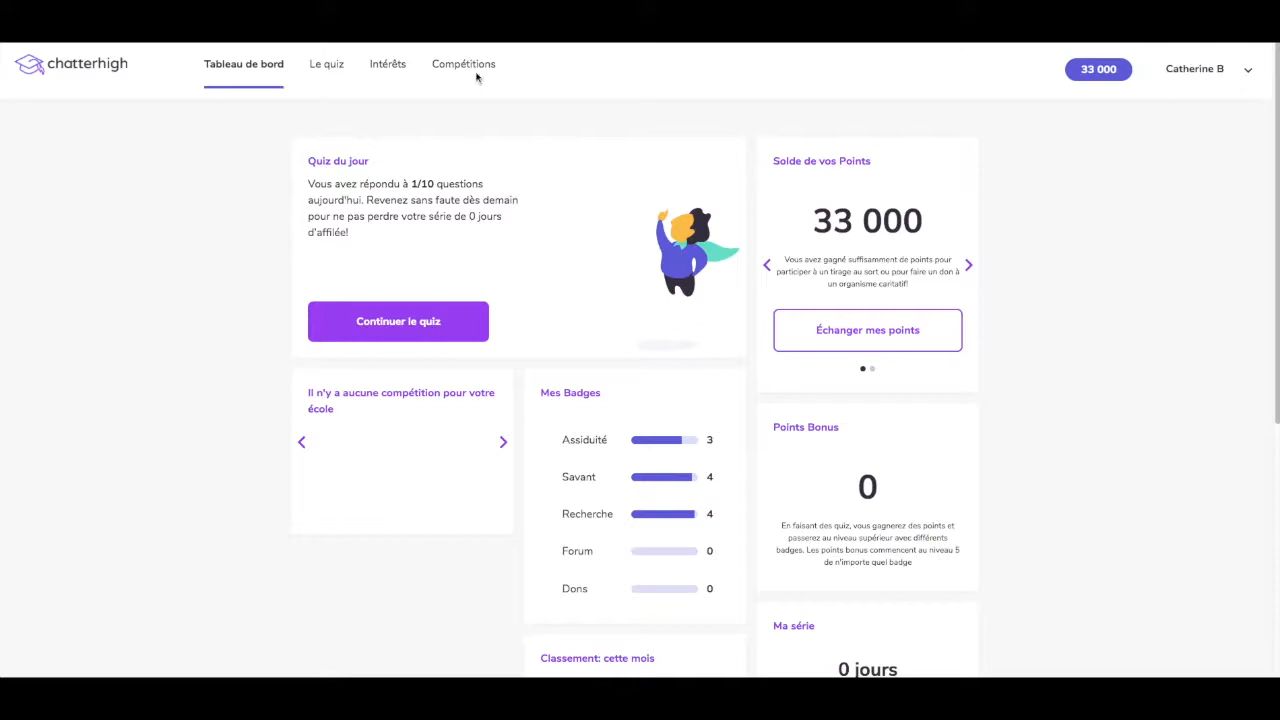 chatterhigh
Tableau de bord
Le quiz
Intérêts
Compétitions
33 000
Catherine B
Quiz du jour
Vous avez répondu à 1/10 questions
aujourd'hui. Revenez sans faute dès demain
pour ne pas perdre votre série de 0 jours
d'affilée!
Continuer le quiz
Solde de vos Points
33 000
Vous avez gagné suffisamment de points pour
participer à un tirage au sort ou pour faire un don à
un organisme caritatif!
Échanger mes points
Il n'y a aucune compétition pour votre
école
Mes Badges
Assiduité 3
Savant 4
Recherche 4
Forum 0
Dons 0
Points Bonus
0
En faisant des quiz, vous gagnerez des points et
passerez au niveau supérieur avec différents
badges. Les points bonus commencent au niveau 5
de n'importe quel badge
Classement: cette mois
Ma série
0 jours